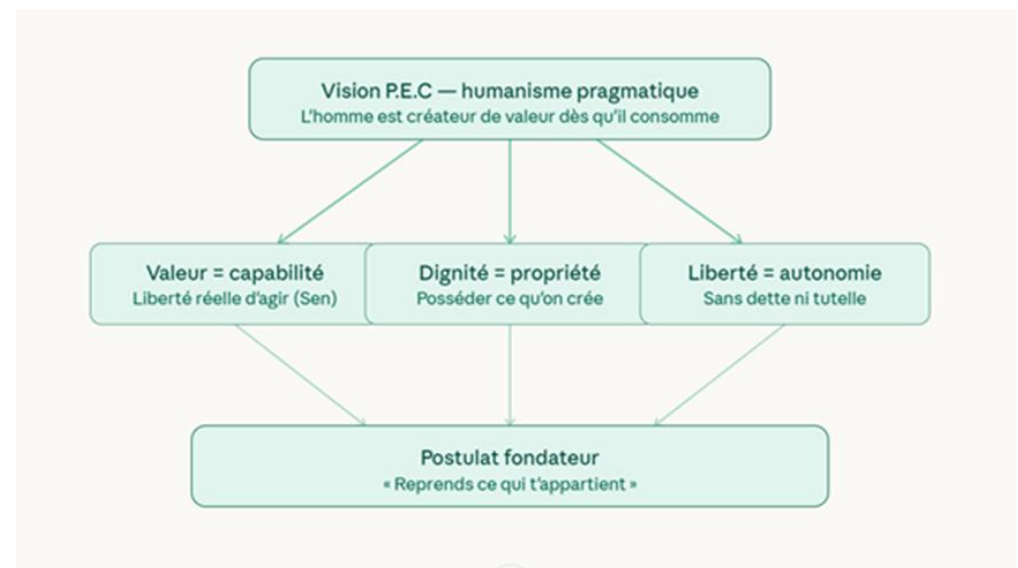 Vision P.E.C — humanisme pragmatique
L'homme est créateur de valeur dès qu'il consomme
Valeur = capabilité
Liberté réelle d'agir (Sen)
Dignité = propriété
Posséder ce qu'on crée
Liberté = autonomie
Sans dette ni tutelle
Postulat fondateur
« Reprends ce qui t'appartient »